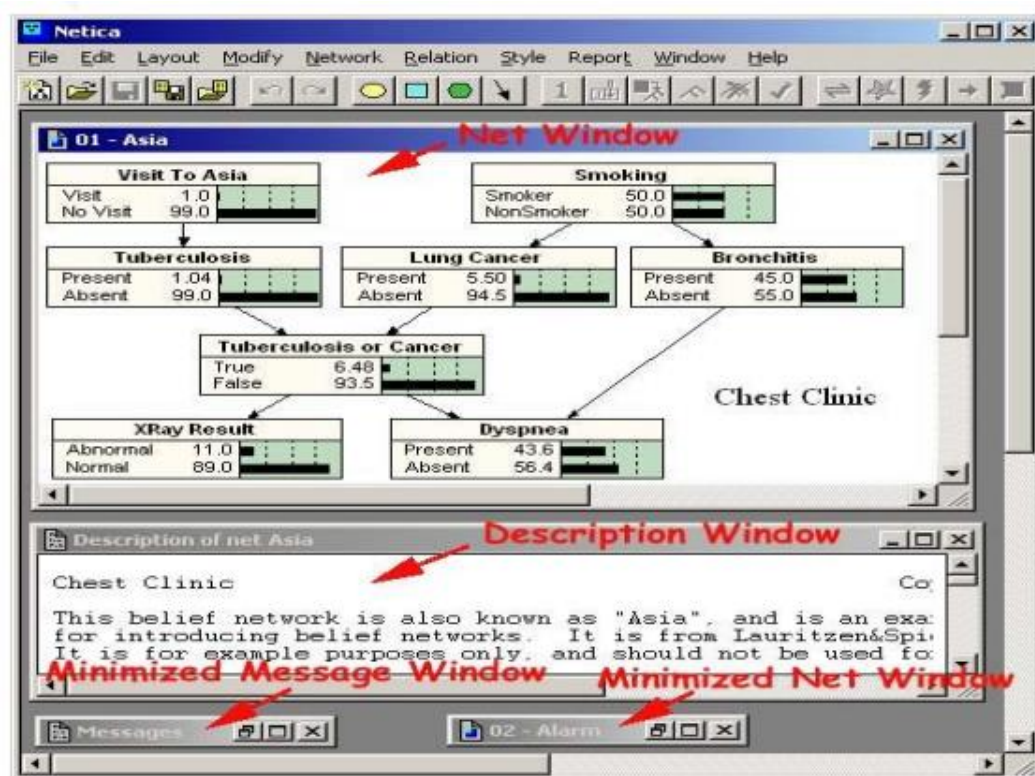 Netica
File Edit Layout Modify Network Relation Style Report Window Help
1
01 - Asia
Net Window
Visit To Asia
Visit 1.0
No Visit 99.0
Smoking
Smoker 50.0
NonSmoker 50.0
Tuberculosis
Present 1.04
Absent 99.0
Lung Cancer
Present 5.50
Absent 94.5
Bronchitis
Present 45.0
Absent 55.0
Tuberculosis or Cancer
True 6.48
False 93.5
Chest Clinic
XRay Result
Abnormal 11.0
Normal 89.0
Dyspnea
Present 43.6
Absent 56.4
Description of net Asia
Description Window
Chest Clinic
This belief network is also known as "Asia", and is an exa
for introducing belief networks. It is from Lauritzen&Spi
It is for example purposes only, and should not be used fo
Minimized Message Window
Minimized Net Window
Messages
02 - Alarm